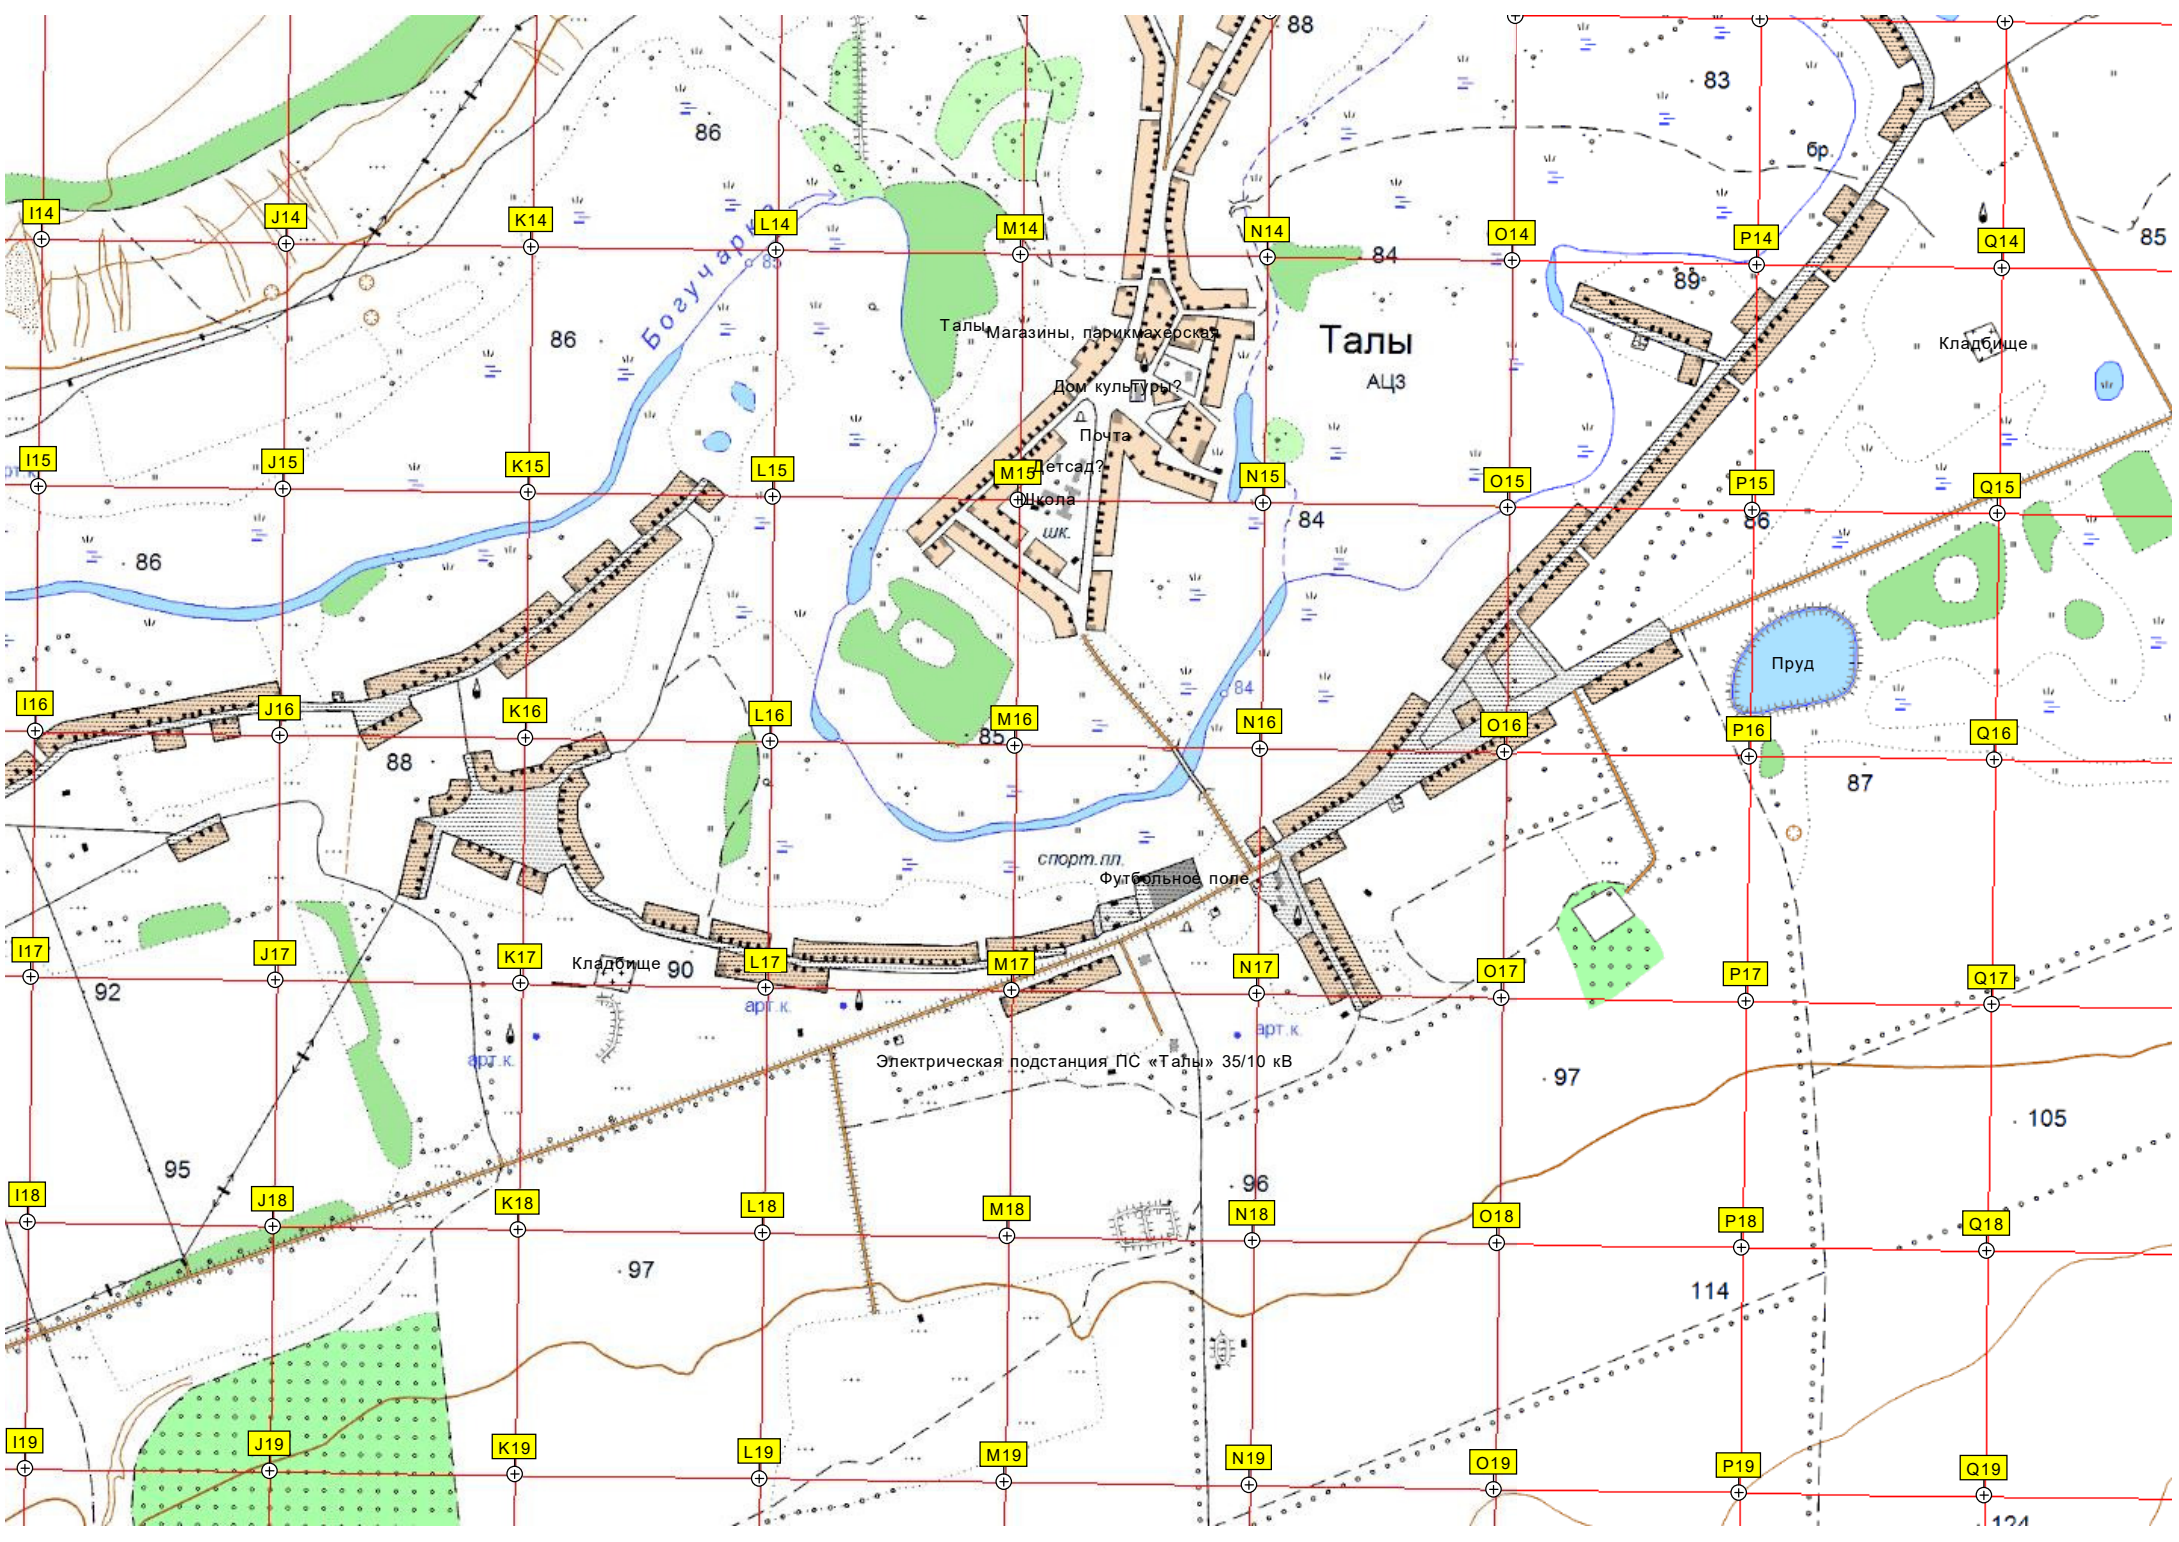 88
83
86
бр.
I14
J14
K14
L14
M14
N14
O14
P14
Q14
85
84
Богучарка
85
89
86
Талы
Магазины, парикмахерская
Талы
Кладбище
АЦЗ
Дом культуры?
Почта
I15
J15
K15
L15
M15
Детсад?
N15
O15
P15
Q15
Школа
84
86
шк.
86
Пруд
84
I16
J16
K16
L16
M16
N16
O16
P16
Q16
85
88
87
спорт.пл.
Футбольное поле
I17
J17
K17
Кладбище
90
L17
M17
N17
O17
P17
Q17
92
арт.к.
арт.к.
арт.к.
Электрическая подстанция ПС «Талы» 35/10 кВ
97
105
95
96
I18
J18
K18
L18
M18
N18
O18
P18
Q18
97
114
I19
J19
K19
L19
M19
N19
O19
P19
Q19
124